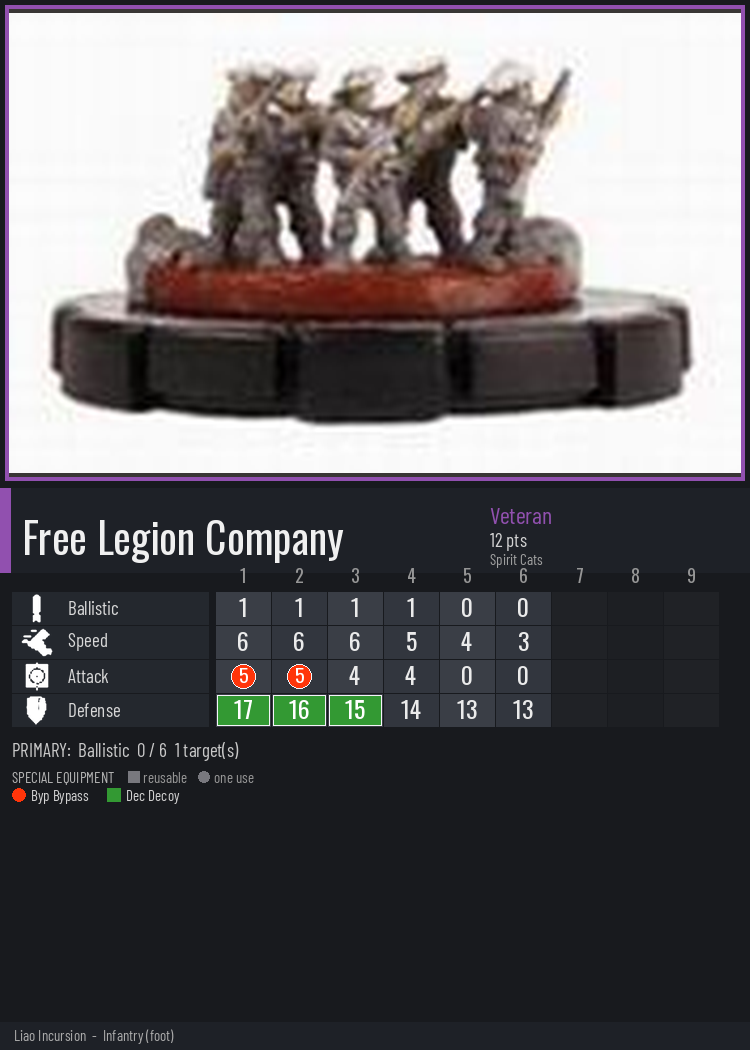 Free Legion Company
Veteran
12 pts
Spirit Cats
1 2 3 4 5 6 7 8 9
Ballistic 1 1 1 1 0 0
Speed 6 6 6 5 4 3
Attack 5 5 4 4 0 0
Defense 17 16 15 14 13 13
PRIMARY: Ballistic 0 / 6 1 target(s)
SPECIAL EQUIPMENT reusable one use
Byp Bypass Dec Decoy
Liao Incursion - Infantry (foot)